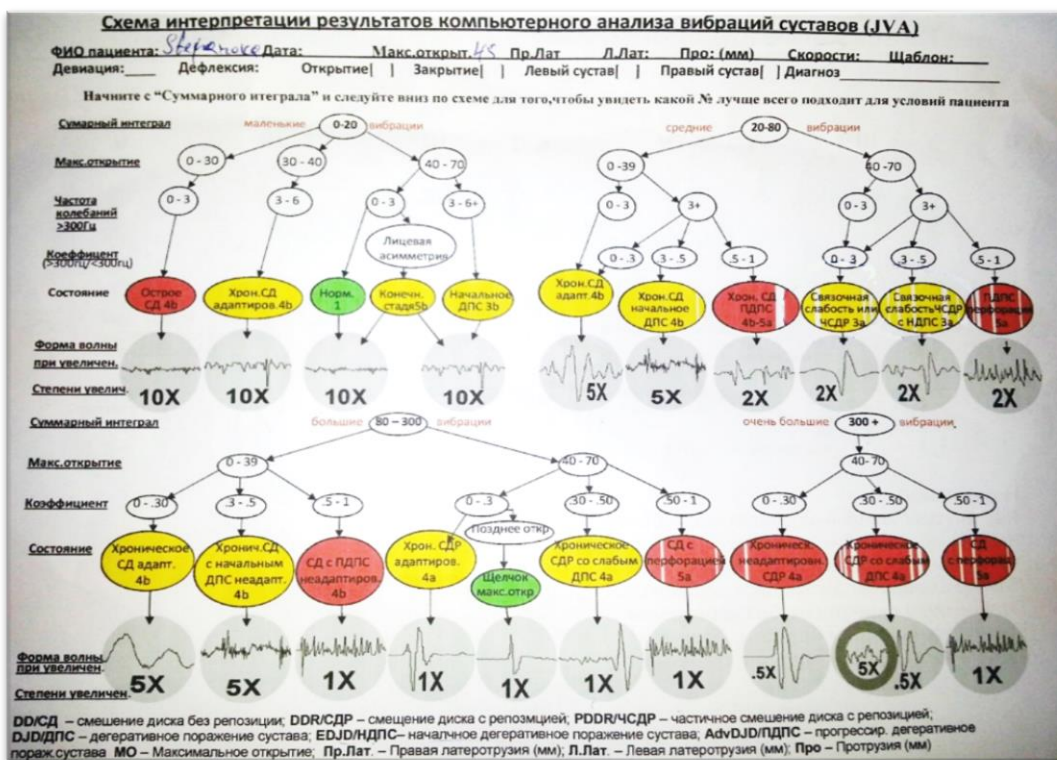 Схема интерпретации результатов компьютерного анализа вибраций суставов (JVA)
ФИО пациента: Дата: Макс.открыт. 45 Пр.Лат Л.Лат: Про: (мм) Скорости: Шаблон:
Девиация:____ Дефлексия: Открытие| | Закрытие| Левый сустав| | Правый сустав| | Диагноз
Начните с "Суммарного итеграла" и следуйте вниз по схеме для того,чтобы увидеть какой № лучше всего подходит для условий пациента
Сумарный интеграл маленькие 0-20 вибрации средние 20-80 вибрации
Макс.открытие 0 - 30 30 - 40 40 - 70 0 -39 40 -70
Частота колебаний >300Гц 0 - 3 3 - 6 0 - 3 3 - 6+ 0 - 3 3+ 0 - 3 3+
Лицевая асимметрия
Коеффицент (>300гц/<300гц) 0 - .3 3 - .5 .5 - 1 0 - 3 .3 - .5 .5 - 1
Состояние
Острое СД 4b
Хрон.СД адаптиров.4b
Норм. 1
Конечн. стадя5b
Начальное ДПС 3b
Хрон.СД адапт.4b
Хрон.СД начальное ДПС 4b
Хрон. СД ПДПС 4b-5a
Связочная слабость или ЧСДР 3a
Связочная слабостьЧСДР с НДПС 3a
ПДПС перфорация 5a
Форма волны при увеличен.
Степени увелич. 10X 10X 10X 10X 5X 5X 2X 2X 2X 2X
Суммарный интеграл большие 80 – 300 вибрации очень большие 300 + вибрации
Макс.открытие 0 - 39 40 - 70 40- 70
Коэффициент 0 - .30 .3 - .5 .5 - 1 0 - .3 .30 -.50 .50 - 1 0 - .30 .30 - .50 .50 - 1
Позднее откр
Состояние
Хроническое СД адапт. 4b
Хронич.СД с начальным ДПС неадапт. 4b
СД с ПДПС неадаптиров. 4b
Хрон. СДР адаптиров. 4a
Щелчок макс.откр
Хроническое СДР со слабым ДПС 4a
СД с перфорацией 5a
Хроническ. неадаптировн. СДР 4a
Хроническое СДР со слабым ДПС 4a
СД с перфорац 5a
Форма волны при увеличен.
Степени увеличен. 5X 5X 1X 1X 1X 1X 1X .5X 5X .5X 1X
DD/СД – смешение диска без репозиции; DDR/СДР – смещение диска с репозмцией; PDDR/ЧСДР – частичное смешение диска с репозицией;
DJD/ДПС – дегеративное поражение сустава; EDJD/НДПС– началчное дегеративное поражение сустава; AdvDJD/ПДПС – прогрессир. дегеративное
пораж.сустава МО – Максимальное открытие; Пр.Лат. – Правая латеротрузия (мм); Л.Лат. – Левая латеротрузия (мм); Про – Протрузия (мм)